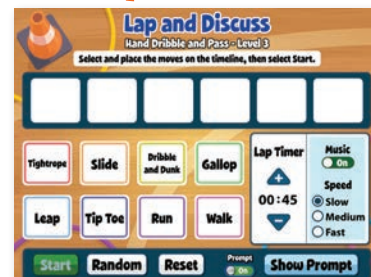 Lap and Discuss
Hand Dribble and Pass - Level 3
Select and place the moves on the timeline, then select Start.
Tightrope
Slide
Dribble
and Dunk
Gallop
Leap
Tip Toe
Run
Walk
Lap Timer
00:45
Music
On
Speed
Slow
Medium
Fast
Start
Random
Reset
Prompt
On
Show Prompt